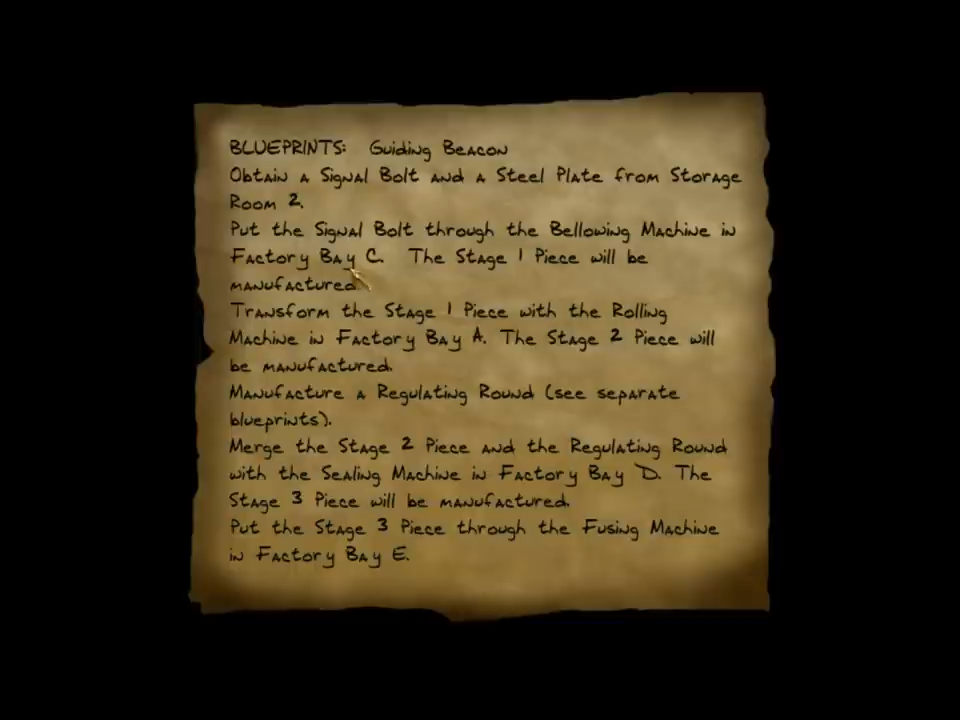 BLUEPRINTS: Guiding Beacon
Obtain a Signal Bolt and a Steel Plate from Storage
Room 2.
Put the Signal Bolt through the Bellowing Machine in
Factory Bay C. The Stage 1 Piece will be
manufactured.
Transform the Stage 1 Piece with the Rolling
Machine in Factory Bay A. The Stage 2 Piece will
be manufactured.
Manufacture a Regulating Round (see separate
blueprints).
Merge the Stage 2 Piece and the Regulating Round
with the Sealing Machine in Factory Bay D. The
Stage 3 Piece will be manufactured.
Put the Stage 3 Piece through the Fusing Machine
in Factory Bay E.